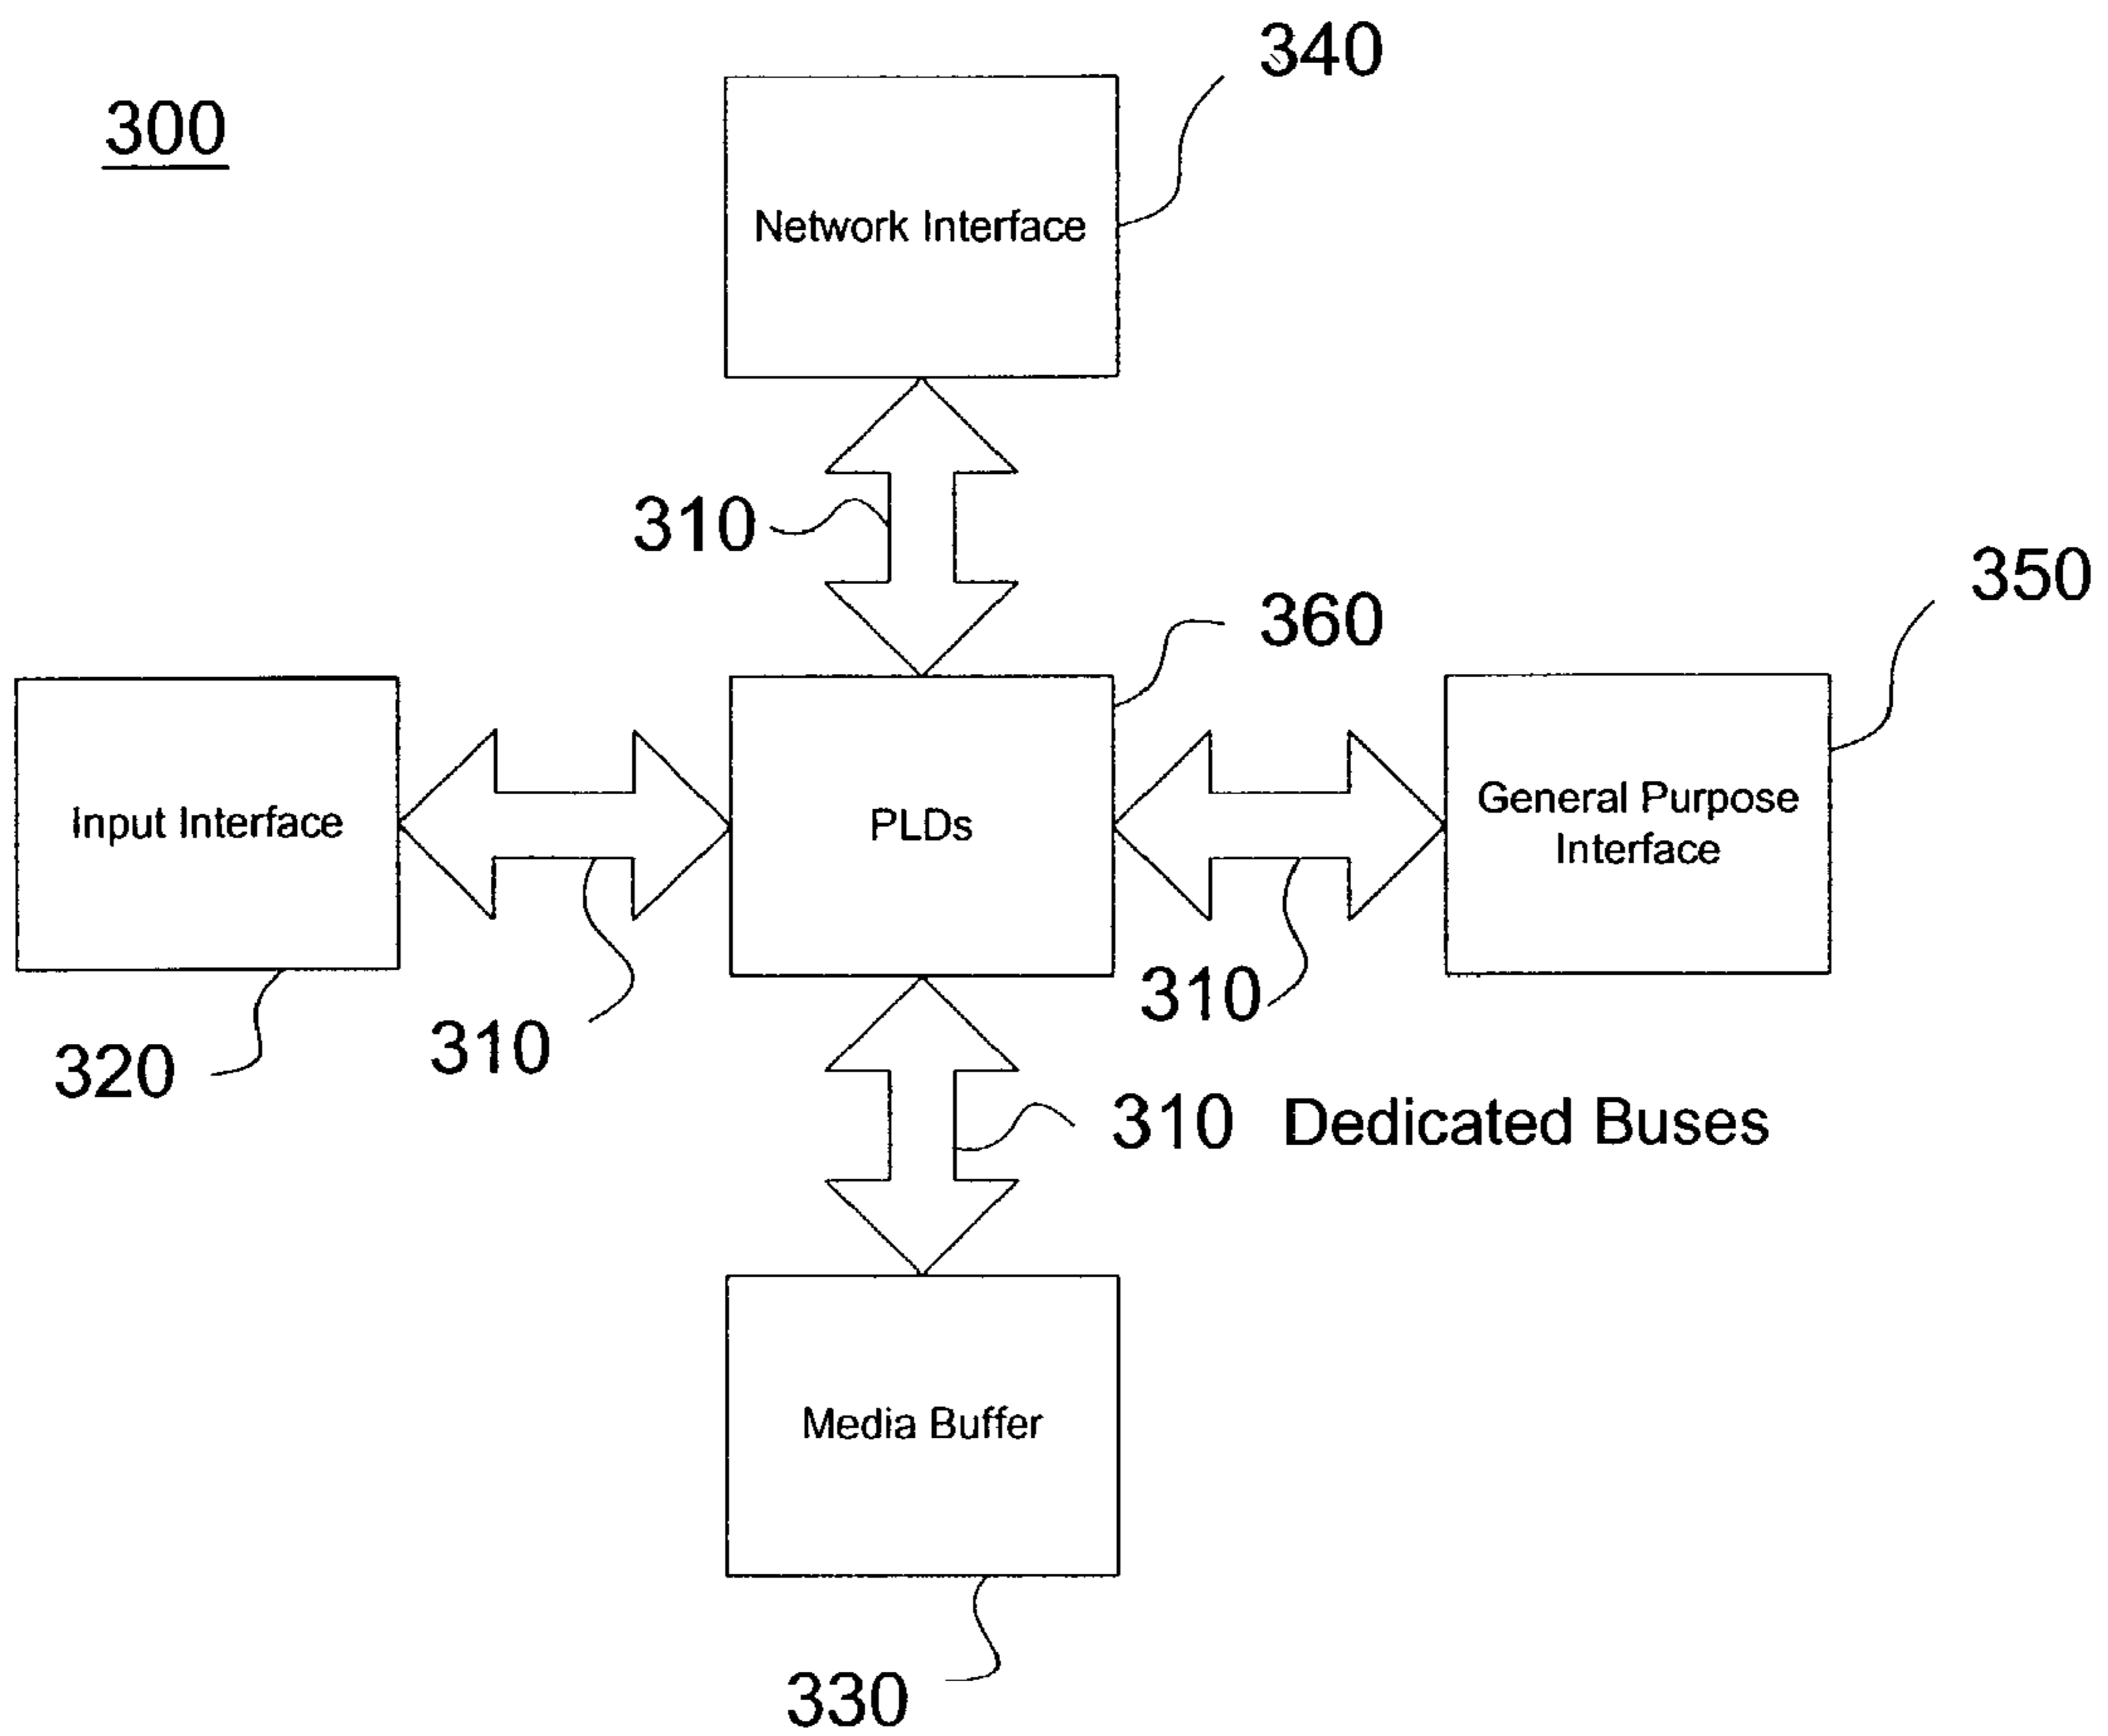 340
300
Network Interface
310
350
360
Input Interface
PLDs
General Purpose
Interface
310
310
320
310 Dedicated Buses
Media Buffer
330